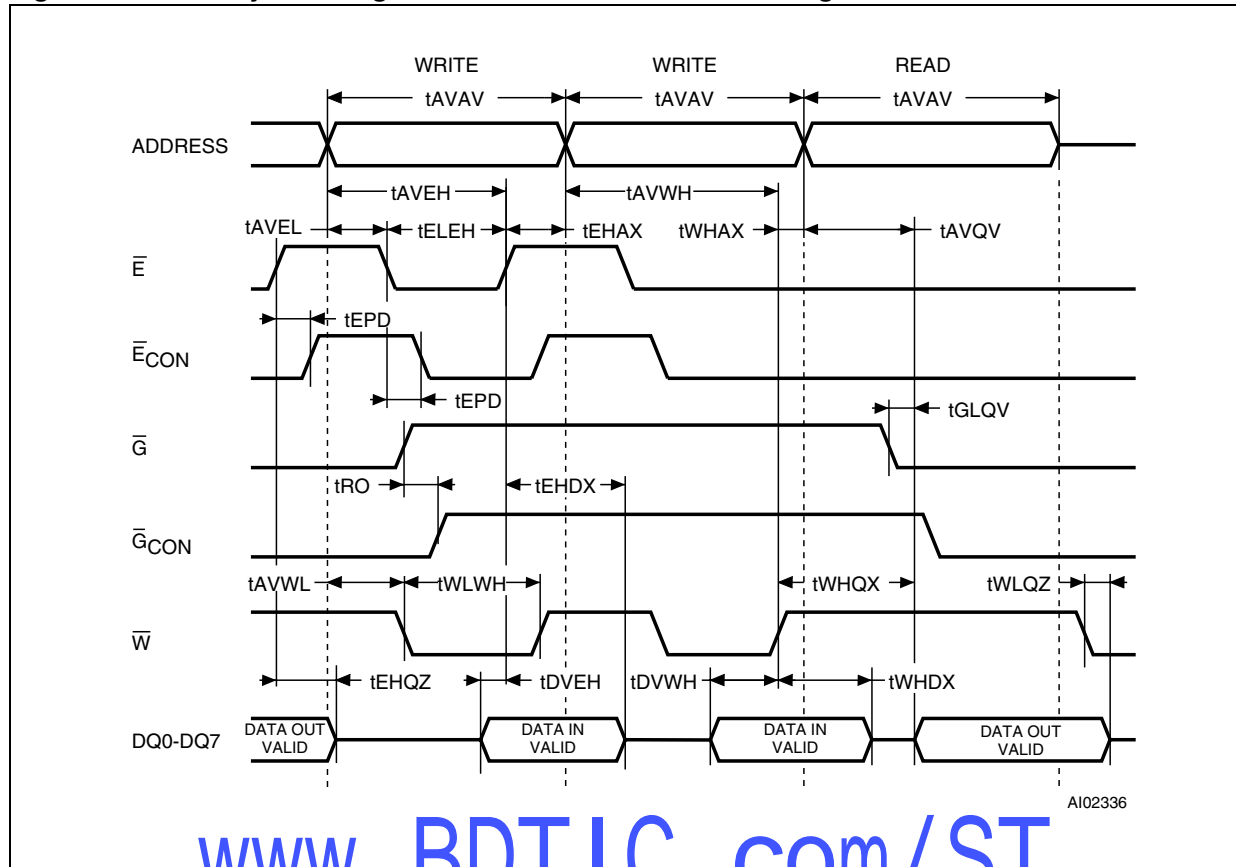 WRITE WRITE READ
tAVAV tAVAV tAVAV
ADDRESS
tAVEH tAVWH
tAVEL tELEH tEHAX tWHAX tAVQV
E
tEPD
ECON
tEPD
tGLQV
G
tRO tEHDX
GCON
tAVWL tWLWH tWHQX tWLQZ
W
tEHQZ tDVEH tDVWH tWHDX
DQ0-DQ7
DATA OUT
VALID
DATA IN
VALID
DATA IN
VALID
DATA OUT
VALID
AI02336
www.BDTIC.com/ST